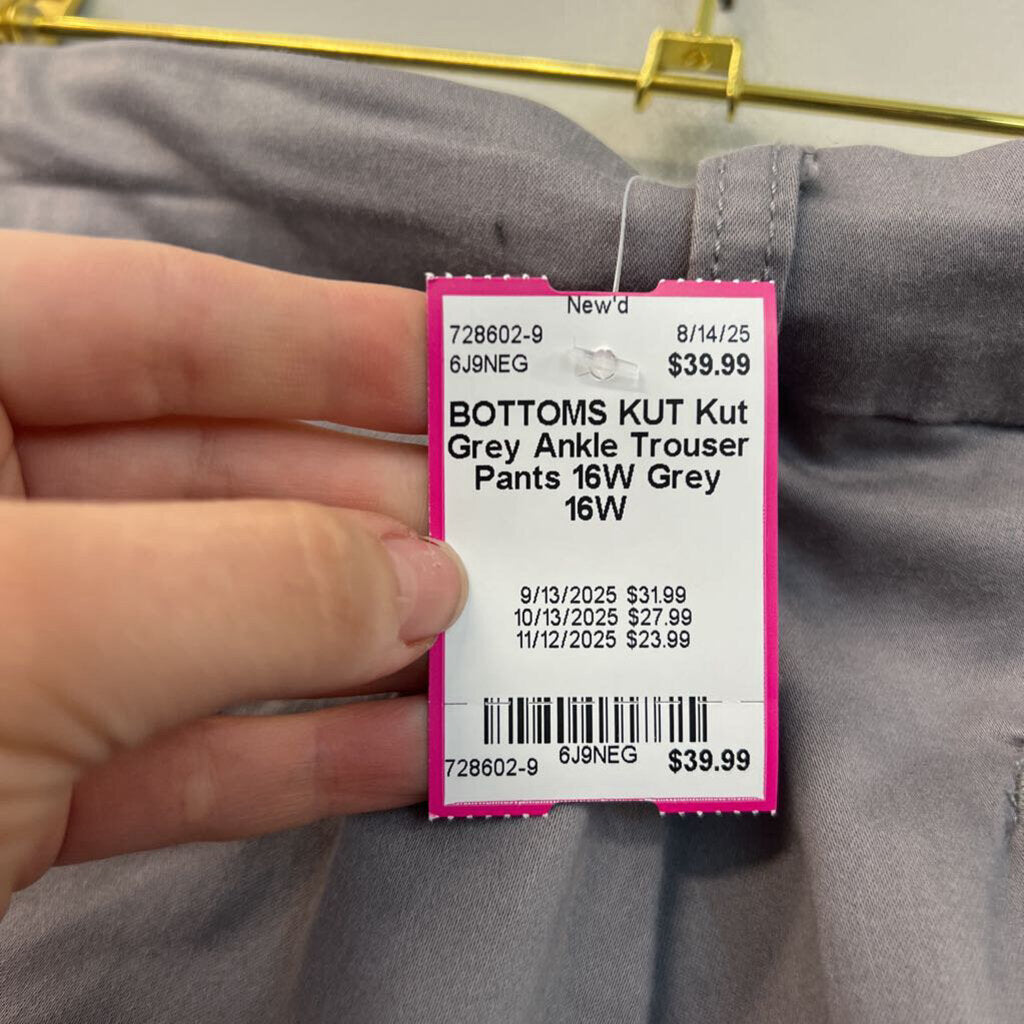 New'd
728602-9 8/14/25
6J9NEG $39.99
BOTTOMS KUT Kut
Grey Ankle Trouser
Pants 16W Grey
16W
9/13/2025 $31.99
10/13/2025 $27.99
11/12/2025 $23.99
6J9NEG
728602-9 $39.99